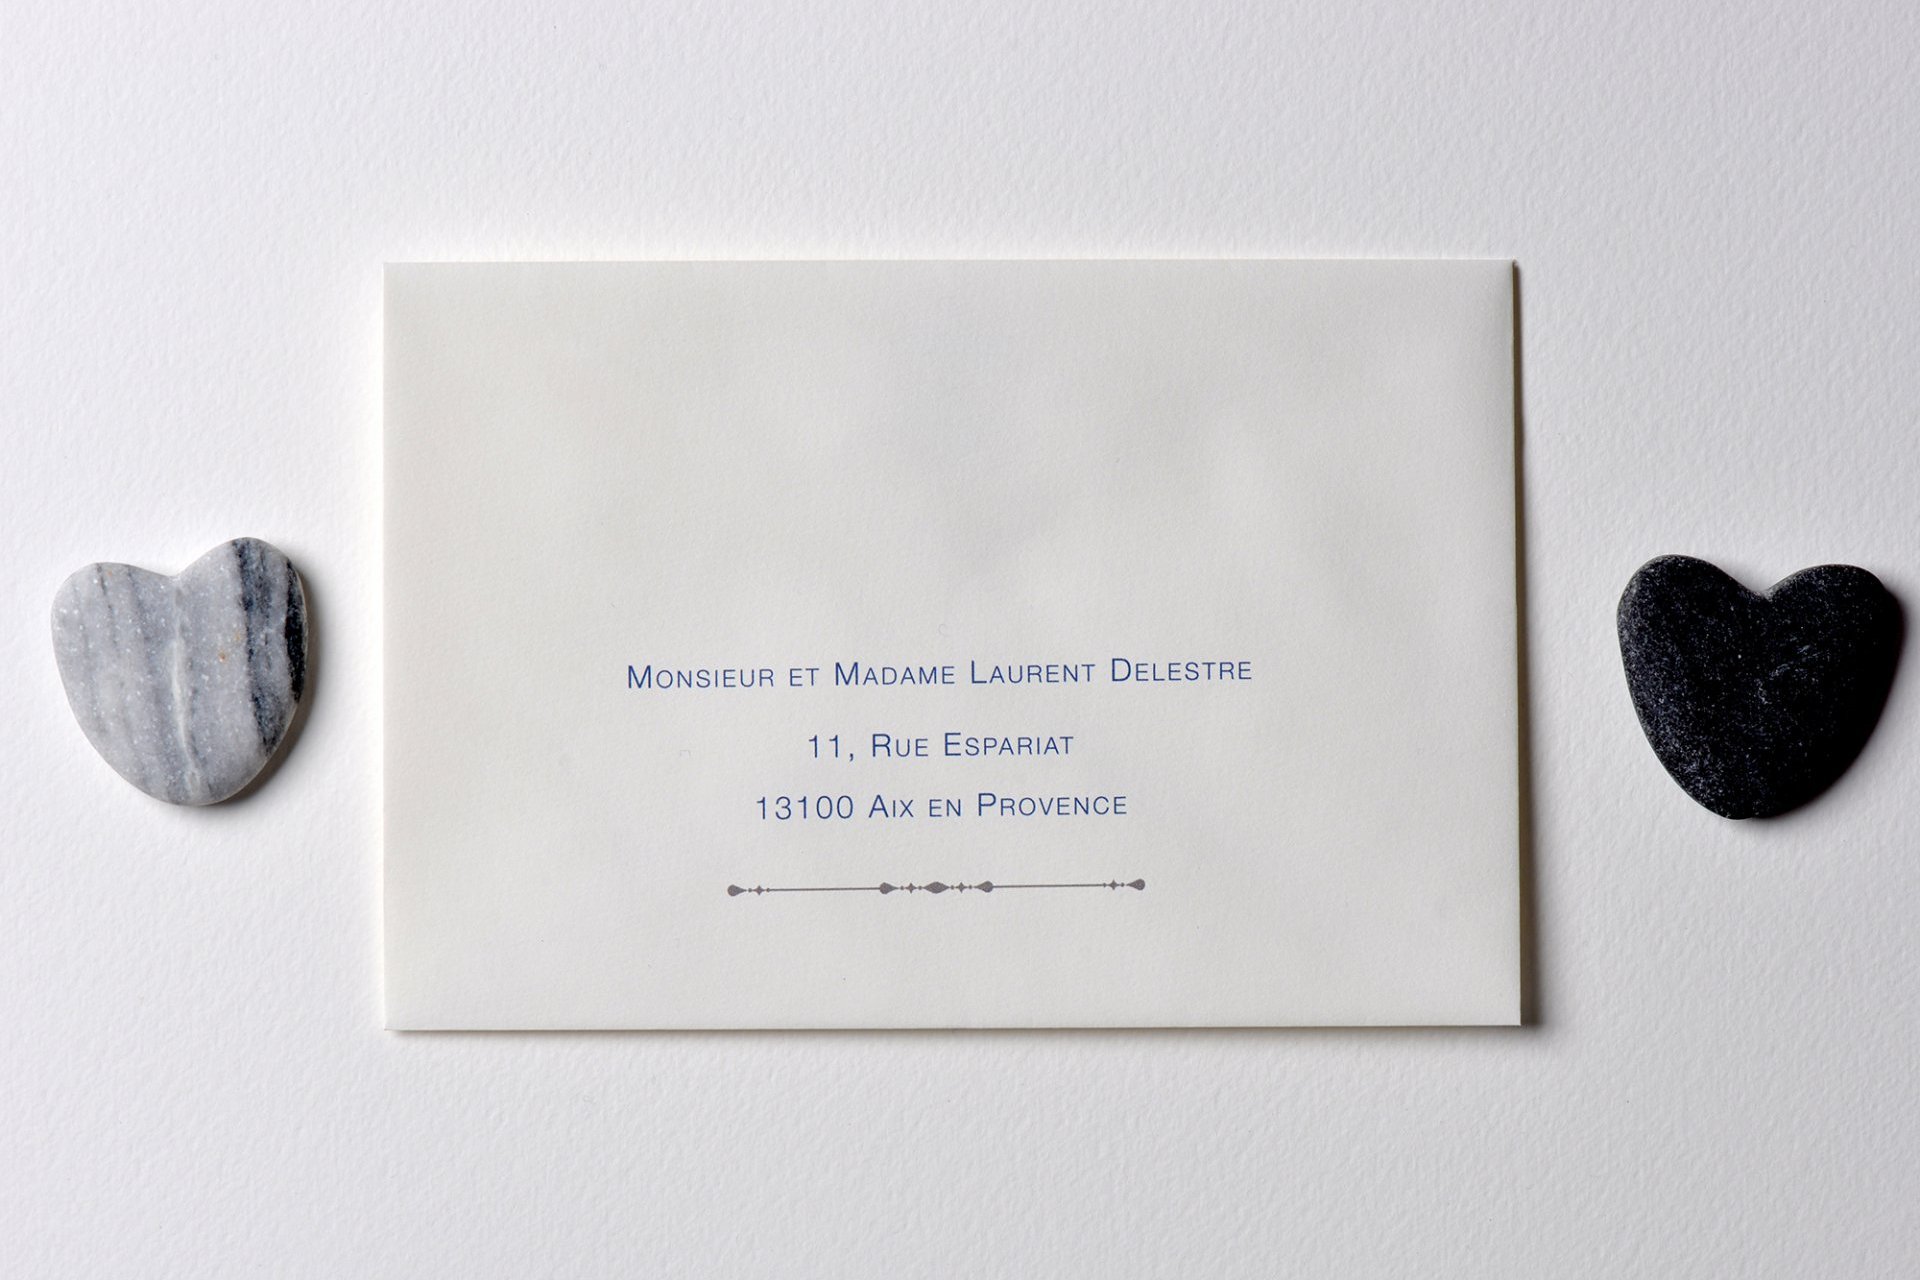 Monsieur et Madame Laurent Delestre
11, Rue Espariat
13100 Aix en Provence